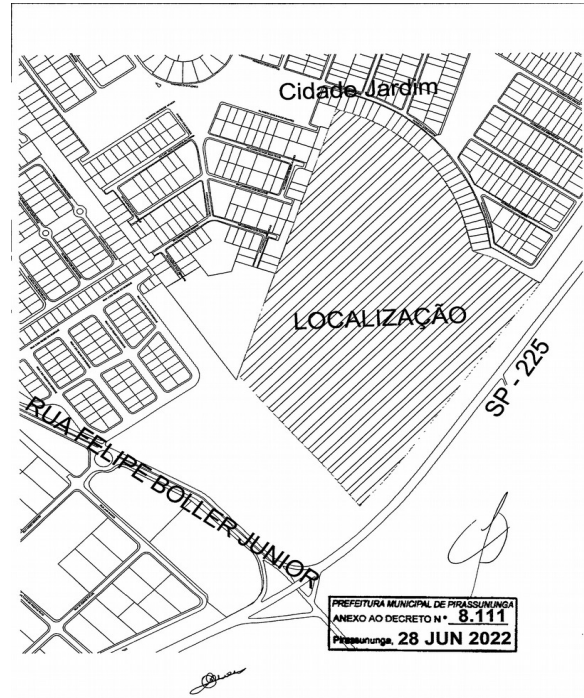 Cidade Jardim
LOCALIZAÇÃO
SP - 225
RUA FELIPE BOLLER JUNIOR
PREFEITURA MUNICIPAL DE PIRASSUNUNGA
ANEXO AO DECRETO Nº 8.111
Pirassununga, 28 JUN 2022